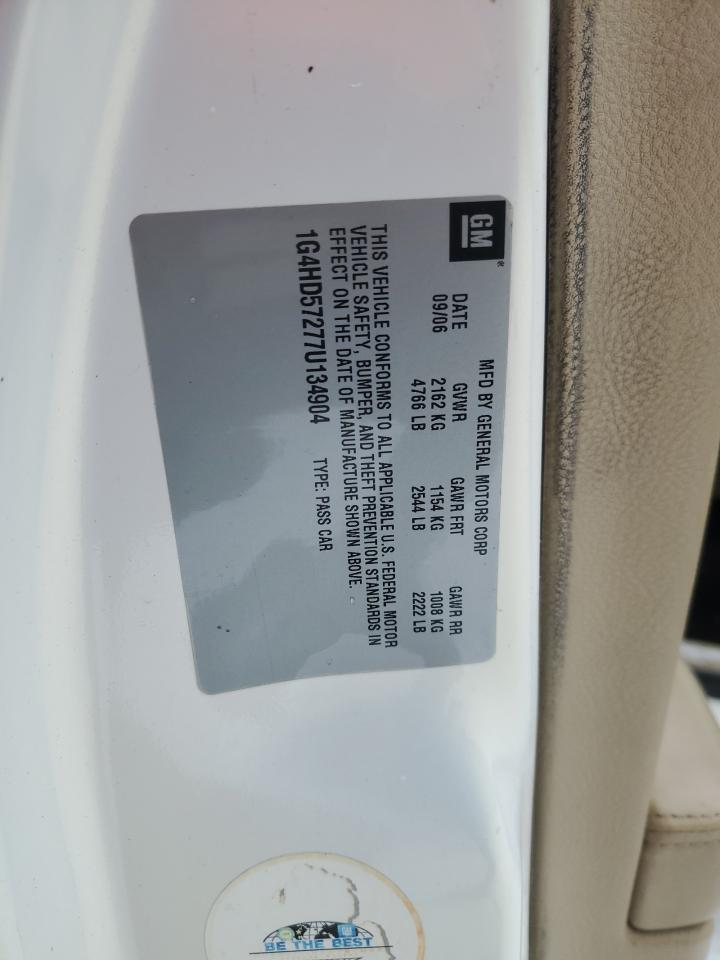 GM
MFD BY GENERAL MOTORS CORP
DATE GVWR GAWR FRT GAWR RR
09/06 2162 KG 1154 KG 1008 KG
4766 LB 2544 LB 2222 LB
THIS VEHICLE CONFORMS TO ALL APPLICABLE U.S. FEDERAL MOTOR
VEHICLE SAFETY, BUMPER, AND THEFT PREVENTION STANDARDS IN
EFFECT ON THE DATE OF MANUFACTURE SHOWN ABOVE.
1G4HD57277U134904 TYPE: PASS CAR
BE THE BEST